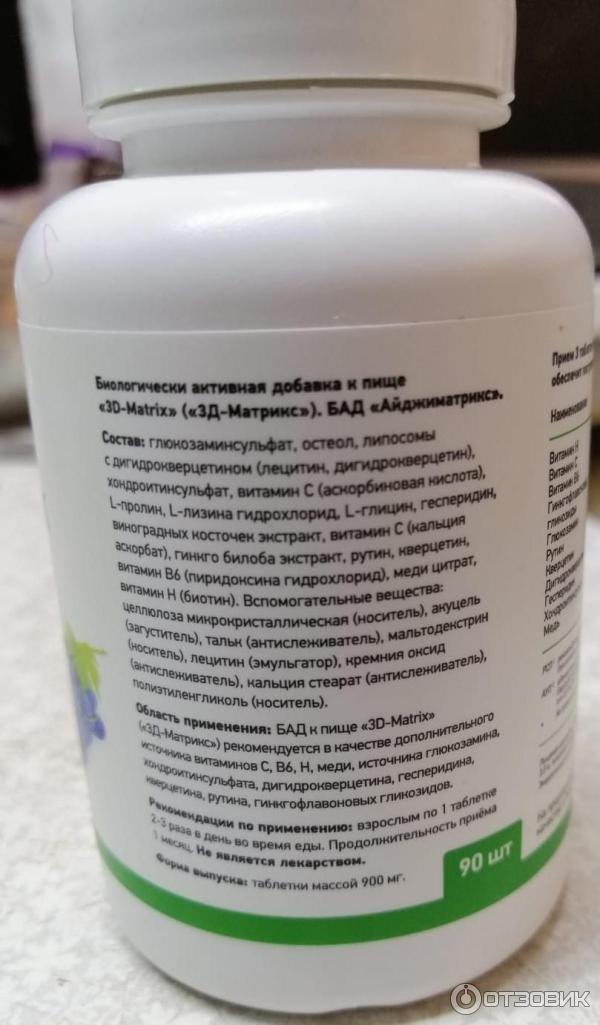 Биологически активная добавка к пище
«3D-Matrix» («3Д-Матрикс»). БАД «Айджиматрикс».
Состав: глюкозаминсульфат, остеол, липосомы
с дигидрокверцетином (лецитин, дигидрокверцетин),
хондроитинсульфат, витамин С (аскорбиновая кислота),
L-пролин, L-лизина гидрохлорид, L-глицин, гесперидин,
виноградных косточек экстракт, витамин С (кальция
аскорбат), гинкго билоба экстракт, рутин, кверцетин,
витамин В6 (пиридоксина гидрохлорид), меди цитрат,
витамин Н (биотин). Вспомогательные вещества:
целлюлоза микрокристаллическая (носитель), акуцель
(загуститель), тальк (антислеживатель), мальтодекстрин
(носитель), лецитин (эмульгатор), кремния оксид
(антислеживатель), кальция стеарат (антислеживатель),
полиэтиленгликоль (носитель).
Область применения: БАД к пище «3D-Matrix»
(«3Д-Матрикс») рекомендуется в качестве дополнительного
источника витаминов С, В6, Н, меди, источника глюкозамина,
хондроитинсульфата, дигидрокверцетина, гесперидина,
кверцетина, рутина, гинкгофлавоновых гликозидов.
Рекомендации по применению: взрослым по 1 таблетке
2-3 раза в день во время еды. Продолжительность приёма
1 месяц. Не является лекарством.
Форма выпуска: таблетки массой 900 мг.
90 шт
Прием 3
обеспечит
Наименование
Витамин Н
Витамин С
Витамин В6
гликозиды
Глюкозамин
Рутин
Кверцетин
Гесперидин
Медь
ОТЗОВИК